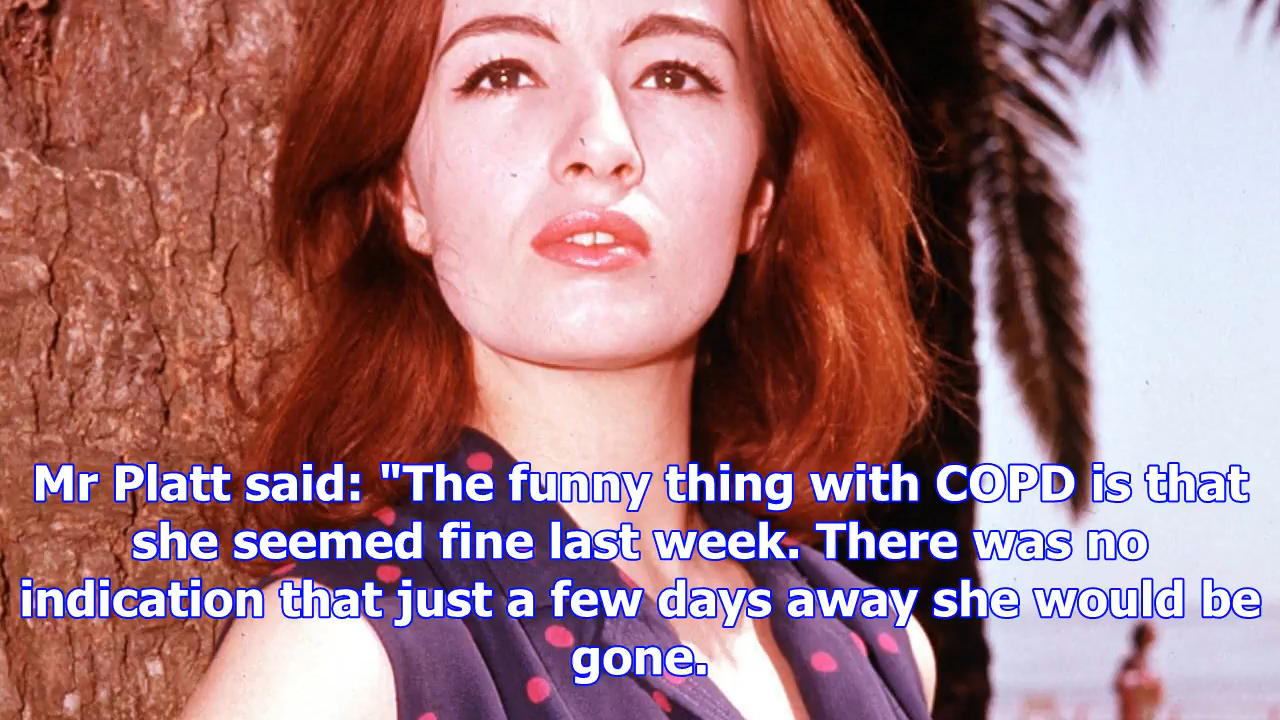 Mr Platt said: "The funny thing with COPD is that
she seemed fine last week. There was no
indication that just a few days away she would be
gone.